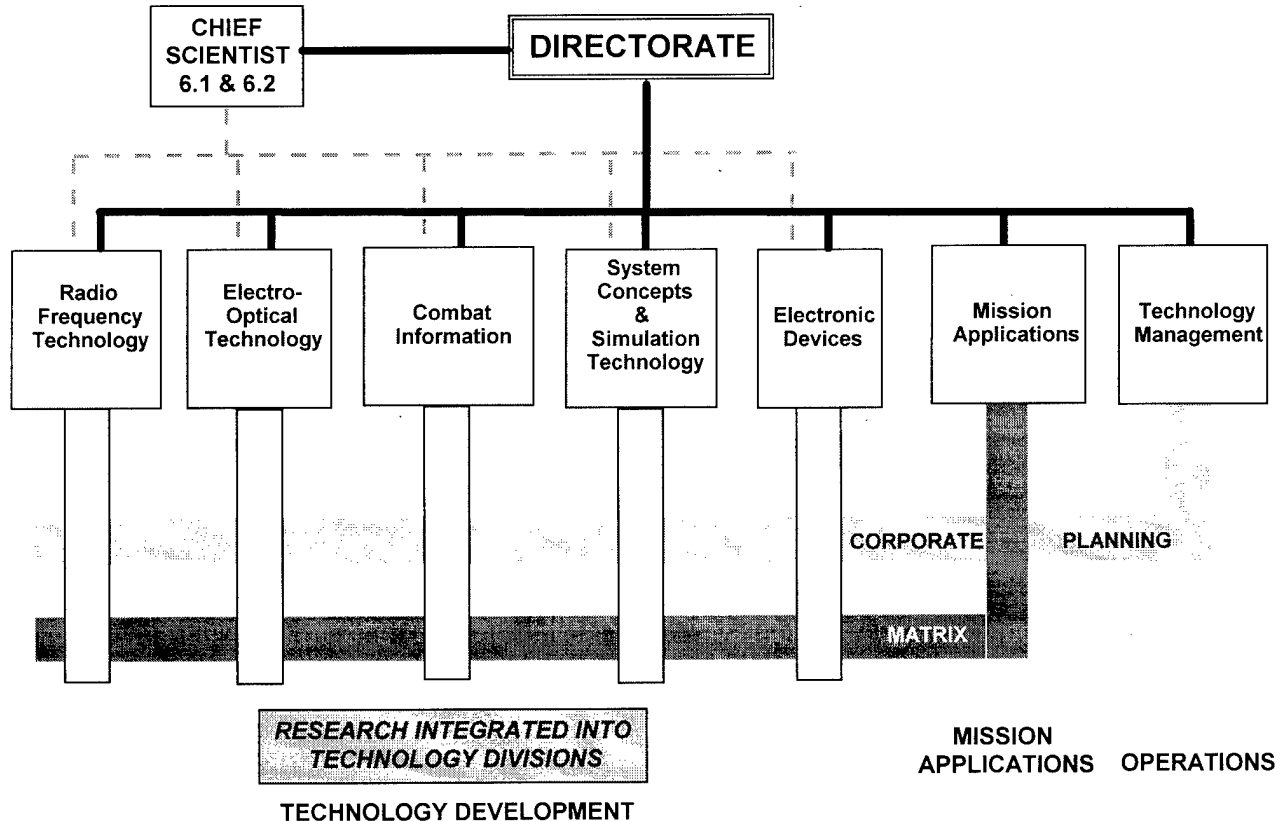 CHIEF
SCIENTIST
6.1 & 6.2
DIRECTORATE
Radio
Frequency
Technology
Electro-
Optical
Technology
Combat
Information
System
Concepts
&
Simulation
Technology
Electronic
Devices
Mission
Applications
Technology
Management
CORPORATE
PLANNING
MATRIX
RESEARCH INTEGRATED INTO
TECHNOLOGY DIVISIONS
TECHNOLOGY DEVELOPMENT
MISSION
APPLICATIONS
OPERATIONS